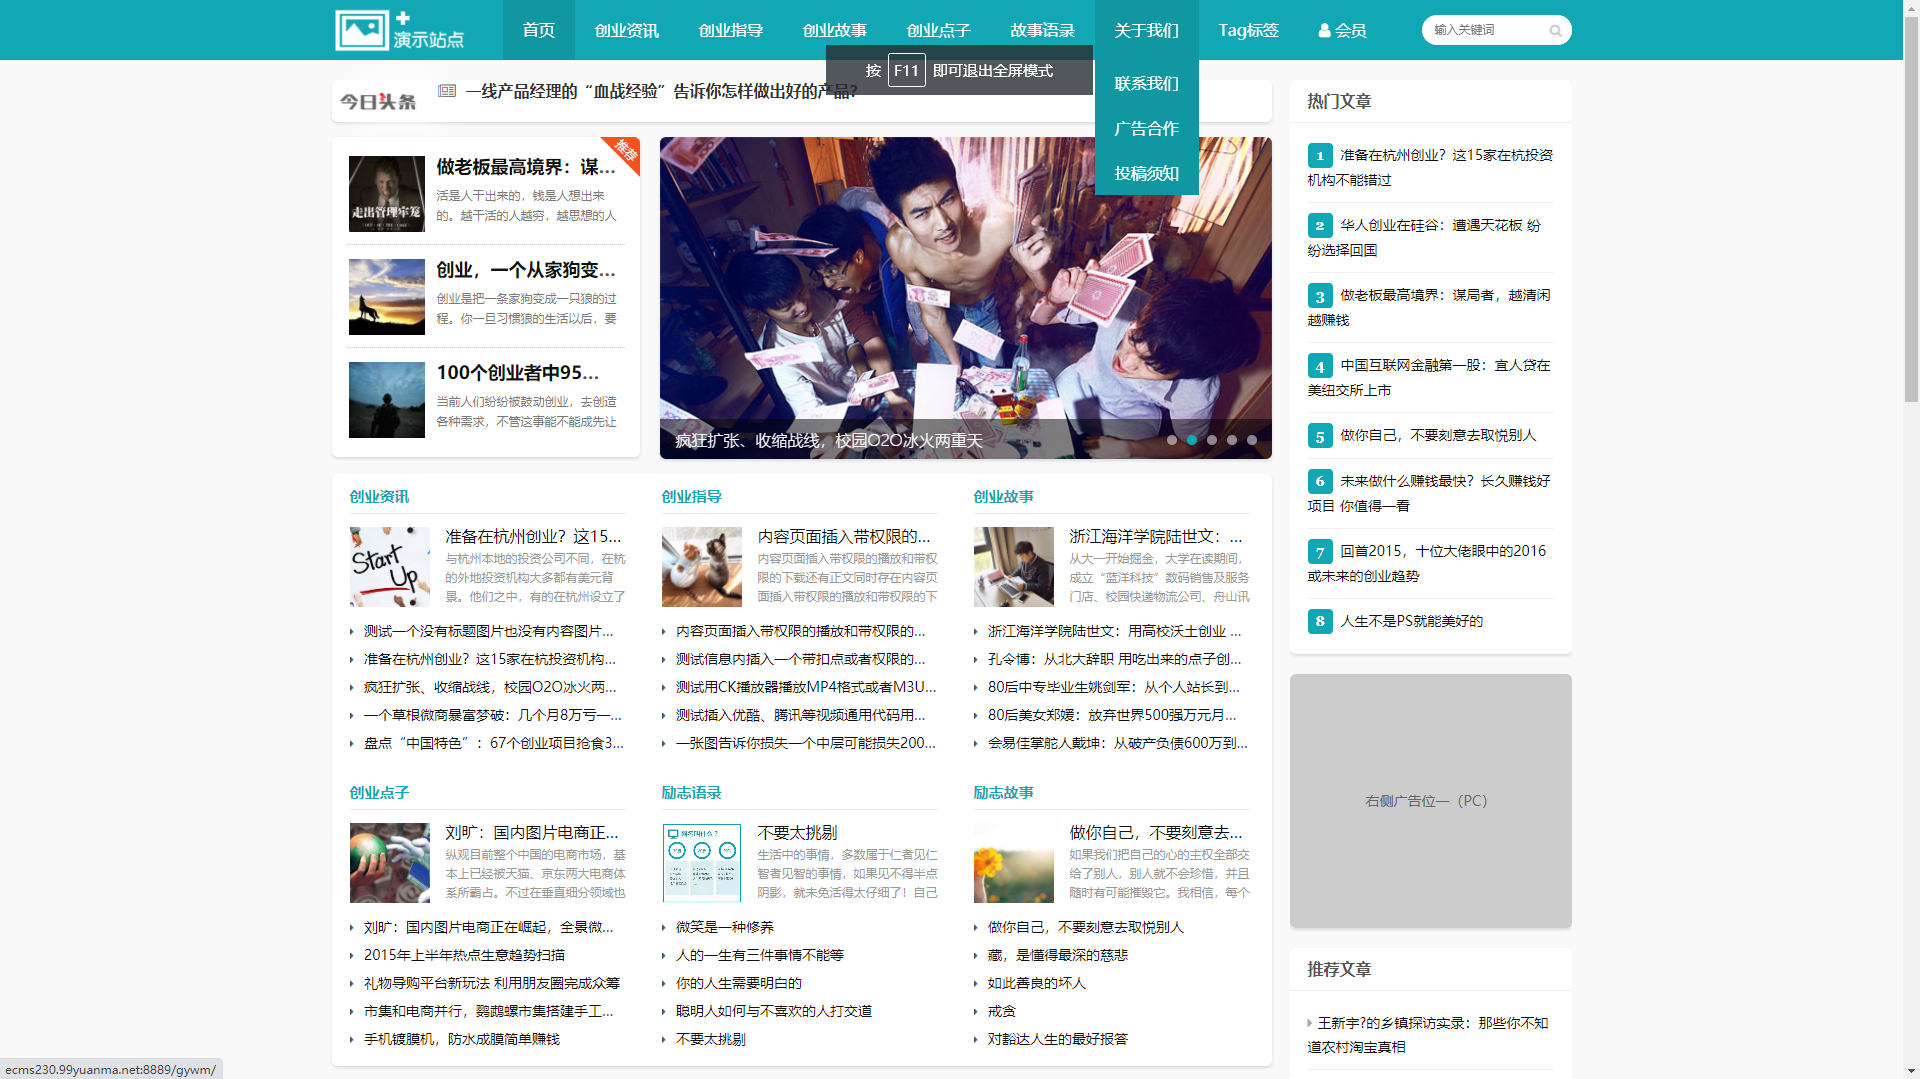 演示站点
首页
创业资讯
创业指导
创业故事
创业点子
故事语录
关于我们
Tag标签
会员
输入关键词
联系我们
广告合作
投稿须知
按 F11 即可退出全屏模式
今日头条
一线产品经理的“血战经验”告诉你怎样做出好的产品?
推荐
走出管理牢笼
做老板最高境界：谋...
活是人干出来的，钱是人想出来
的。越干活的人越穷，越思想的人
创业，一个从家狗变...
创业是把一条家狗变成一只狼的过
程。你一旦习惯狼的生活以后，要
100个创业者中95...
当前人们纷纷被鼓动创业，去创造
各种需求，不管这事能不能成先让
疯狂扩张、收缩战线，校园O2O冰火两重天
创业资讯
Start Up
准备在杭州创业？这15...
与杭州本地的投资公司不同，在杭
的外地投资机构大多都有美元背
景。他们之中，有的在杭州设立了
测试一个没有标题图片也没有内容图片...
准备在杭州创业？这15家在杭投资机构...
疯狂扩张、收缩战线，校园O2O冰火两...
一个草根微商暴富梦破：几个月8万亏一...
盘点“中国特色”：67个创业项目抢食3...
创业指导
内容页面插入带权限的...
内容页面插入带权限的播放和带权
限的下载还有正文同时存在内容页
面插入带权限的播放和带权限的下
内容页面插入带权限的播放和带权限的...
测试信息内插入一个带扣点或者权限的...
测试用CK播放器播放MP4格式或者M3U...
测试插入优酷、腾讯等视频通用代码用...
一张图告诉你损失一个中层可能损失200...
创业故事
浙江海洋学院陆世文：...
从大一开始掘金，大学在读期间，
成立“蓝洋科技”数码销售及服务
门店、校园快递物流公司、舟山讯
浙江海洋学院陆世文：用高校沃土创业 ...
孔令博：从北大辞职 用吃出来的点子创...
80后中专毕业生姚剑军：从个人站长到...
80后美女郑媛：放弃世界500强万元月...
会易佳掌舵人戴坤：从破产负债600万到...
创业点子
刘旷：国内图片电商正...
纵观目前整个中国的电商市场，基
本上已经被天猫、京东两大电商体
系所霸占。不过在垂直细分领域也
刘旷：国内图片电商正在崛起，全景微...
2015年上半年热点生意趋势扫描
礼物导购平台新玩法 利用朋友圈完成众筹
市集和电商并行，鹦鹉螺市集搭建手工...
手机镀膜机，防水成膜简单赚钱
励志语录
不要太挑剔
生活中的事情，多数属于仁者见仁
智者见智的事情，如果见不得半点
阴影，就未免活得太仔细了！自己
微笑是一种修养
人的一生有三件事情不能等
你的人生需要明白的
聪明人如何与不喜欢的人打交道
不要太挑剔
励志故事
做你自己，不要刻意去...
如果我们把自己的心的主权全部交
给了别人，别人就不会珍惜，并且
随时有可能摧毁它。我相信，每个
做你自己，不要刻意去取悦别人
藏，是懂得最深的慈悲
如此善良的坏人
戒贪
对豁达人生的最好报答
热门文章
1 准备在杭州创业？这15家在杭投资
机构不能错过
2 华人创业在硅谷：遭遇天花板 纷
纷选择回国
3 做老板最高境界：谋局者，越清闲
越赚钱
4 中国互联网金融第一股：宜人贷在
美纽交所上市
5 做你自己，不要刻意去取悦别人
6 未来做什么赚钱最快？长久赚钱好
项目 你值得一看
7 回首2015，十位大佬眼中的2016
或未来的创业趋势
8 人生不是PS就能美好的
右侧广告位一（PC）
推荐文章
王新宇?的乡镇探访实录：那些你不知
道农村淘宝真相
ecms230.99yuanma.net:8889/gywm/